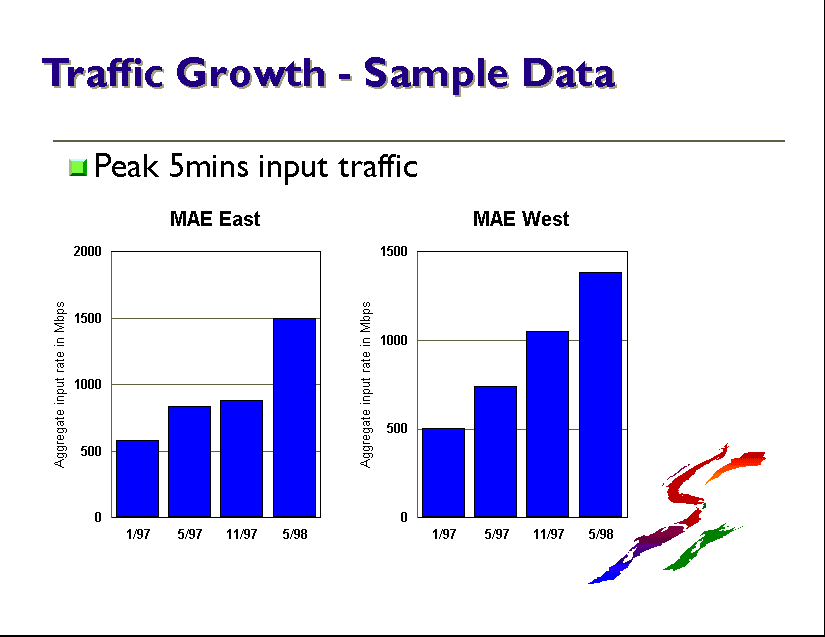 Traffic Growth - Sample Data
Peak 5mins input traffic
MAE East
2000
1500
1000
500
0
Aggregate input rate in Mbps
1/97 5/97 11/97 5/98
MAE West
1500
1000
500
0
Aggregate input rate in Mbps
1/97 5/97 11/97 5/98